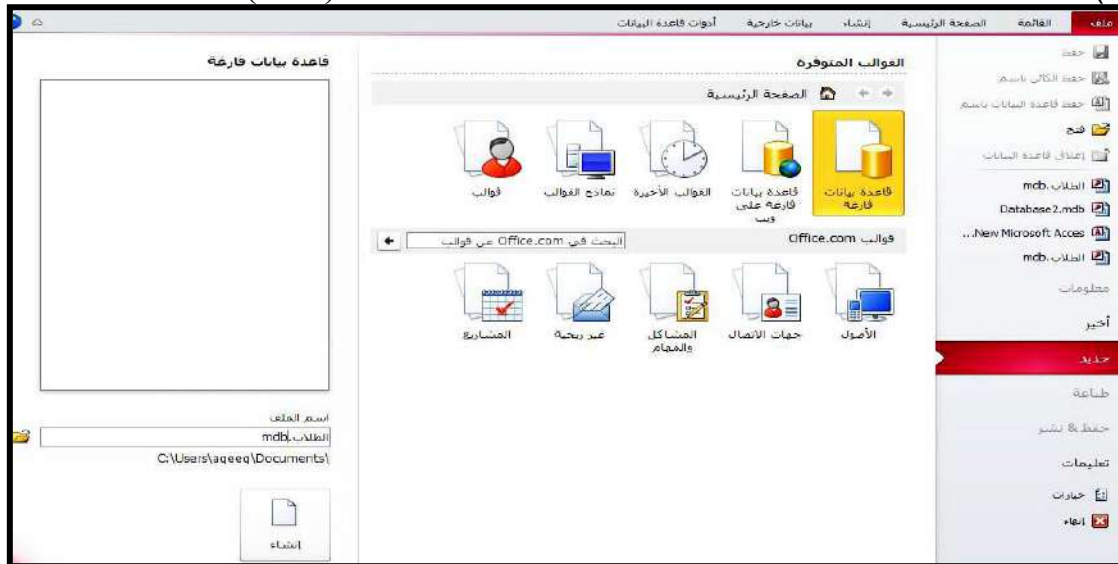 ملف القائمة الصفحة الرئيسية إنشاء بيانات خارجية أدوات قاعدة البيانات
حفظ
حفظ الكائن باسم
حفظ قاعدة البيانات باسم
فتح
إغلاق قاعدة البيانات
الطلاب.mdb
Database2.mdb
New Microsoft Acces...
الطلاب.mdb
معلومات
أخير
جديد
طباعة
حفظ & نشر
تعليمات
خيارات
إنهاء
القوالب المتوفرة
الصفحة الرئيسية
قاعدة بيانات فارغة
قاعدة بيانات فارغة على ويب
القوالب الأخيرة
نماذج القوالب
قوالب
قوالب Office.com
البحث في Office.com عن قوالب
الأصول
جهات الاتصال
المشاكل والمهام
غير ربحية
المشاريع
قاعدة بيانات فارغة
اسم الملف
الطلاب.mdb
C:\Users\aqeeq\Documents\
إنشاء